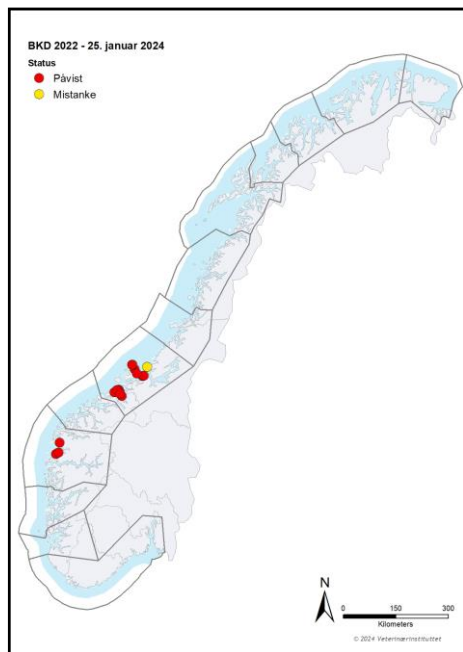 BKD 2022 - 25. januar 2024
Status
Påvist
Mistanke
N
0 150 300
Kilometers
© 2024 Veterinærinstituttet